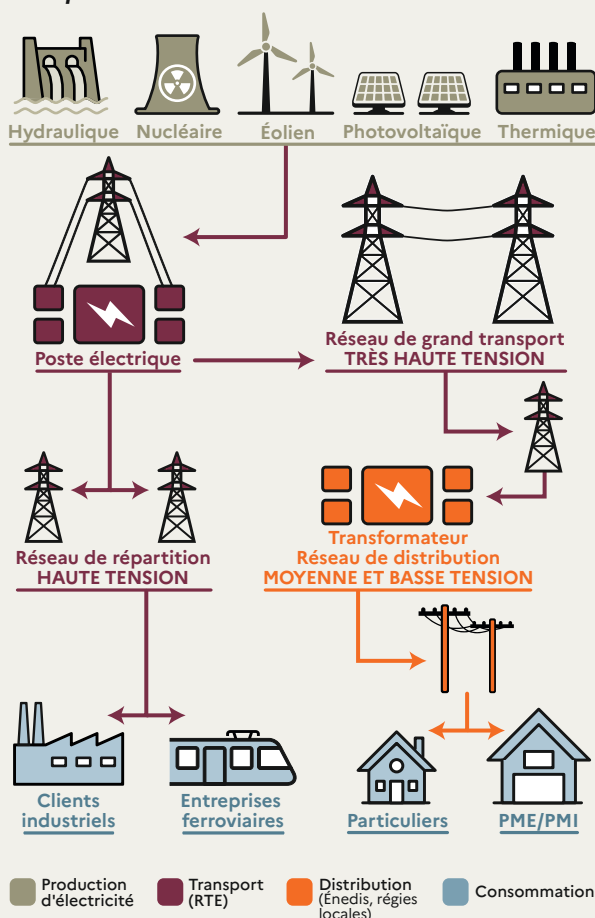 Hydraulique
Nucléaire
Éolien
Photovoltaïque
Thermique
Poste électrique
Réseau de grand transport
TRÈS HAUTE TENSION
Réseau de répartition
HAUTE TENSION
Transformateur
Réseau de distribution
MOYENNE ET BASSE TENSION
Clients
industriels
Entreprises
ferroviaires
Particuliers
PME/PMI
Production
d'électricité
Transport
(RTE)
Distribution
(Énedis, régies
locales)
Consommation